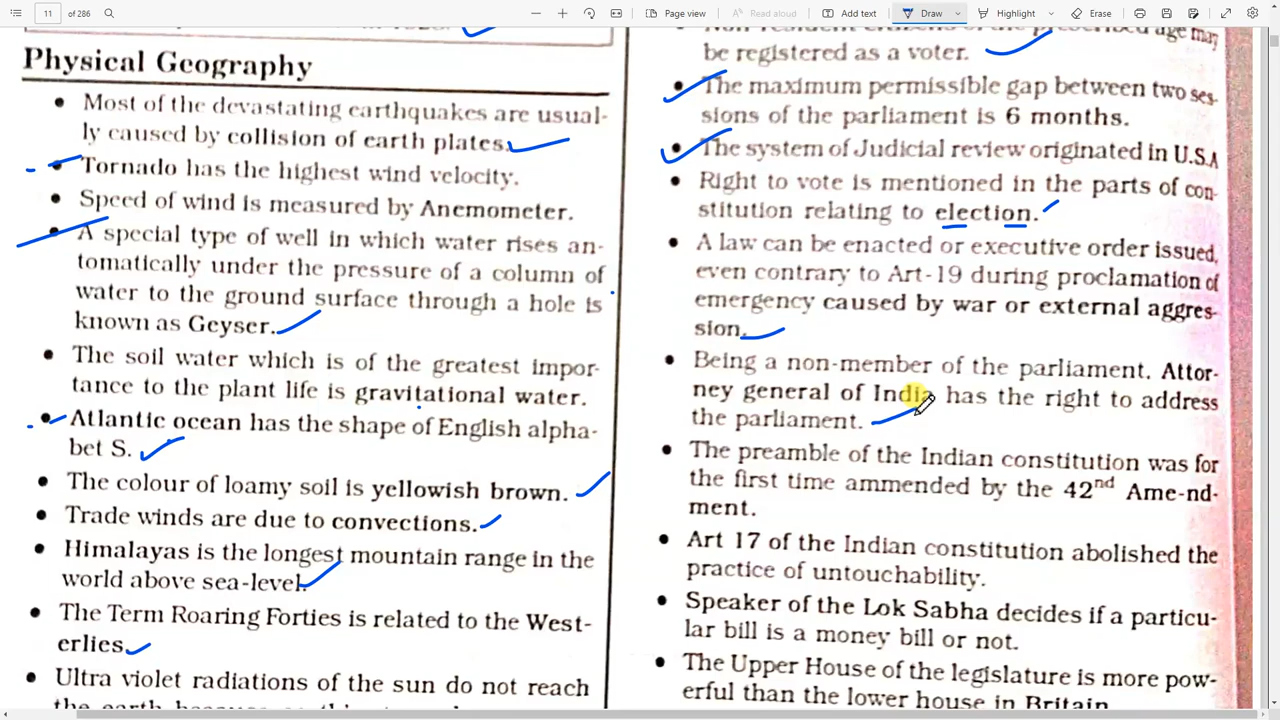 11 of 286
Page view
Read aloud
Add text
Draw
Highlight
Erase
Physical Geography
• Most of the devastating earthquakes are usual-
ly caused by collision of earth plates.
• Tornado has the highest wind velocity.
• Speed of wind is measured by Anemometer.
• A special type of well in which water rises an-
tomatically under the pressure of a column of
water to the ground surface through a hole is
known as Geyser.
• The soil water which is of the greatest impor-
tance to the plant life is gravitational water.
• Atlantic ocean has the shape of English alpha-
bet S.
• The colour of loamy soil is yellowish brown.
• Trade winds are due to convections.
• Himalayas is the longest mountain range in the
world above sea-level.
• The Term Roaring Forties is related to the West-
erlies.
• Ultra violet radiations of the sun do not reach
the earth because
• Non resident citizens of the prescribed age may
be registered as a voter.
• The maximum permissible gap between two ses-
sions of the parliament is 6 months.
• The system of Judicial review originated in U.S.A
• Right to vote is mentioned in the parts of con-
stitution relating to election.
• A law can be enacted or executive order issued,
even contrary to Art-19 during proclamation of
emergency caused by war or external aggres-
sion.
• Being a non-member of the parliament. Attor-
ney general of India has the right to address
the parliament.
• The preamble of the Indian constitution was for
the first time ammended by the 42nd Ame-nd-
ment.
• Art 17 of the Indian constitution abolished the
practice of untouchability.
• Speaker of the Lok Sabha decides if a particu-
lar bill is a money bill or not.
• The Upper House of the legislature is more pow-
erful than the lower house in Britain